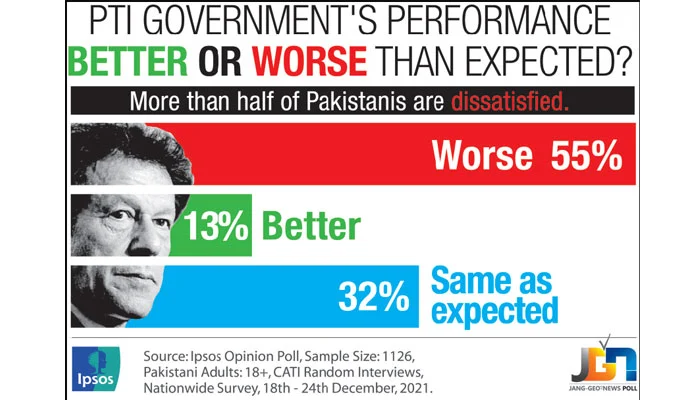 PTI GOVERNMENT'S PERFORMANCE
BETTER OR WORSE THAN EXPECTED?
More than half of Pakistanis are dissatisfied.
Worse 55%
13% Better
32% Same as
expected
Ipsos
Source: Ipsos Opinion Poll, Sample Size: 1126,
Pakistani Adults: 18+, CATI Random Interviews,
Nationwide Survey, 18th - 24th December, 2021.
JGN
JANG-GEO NEWS POLL